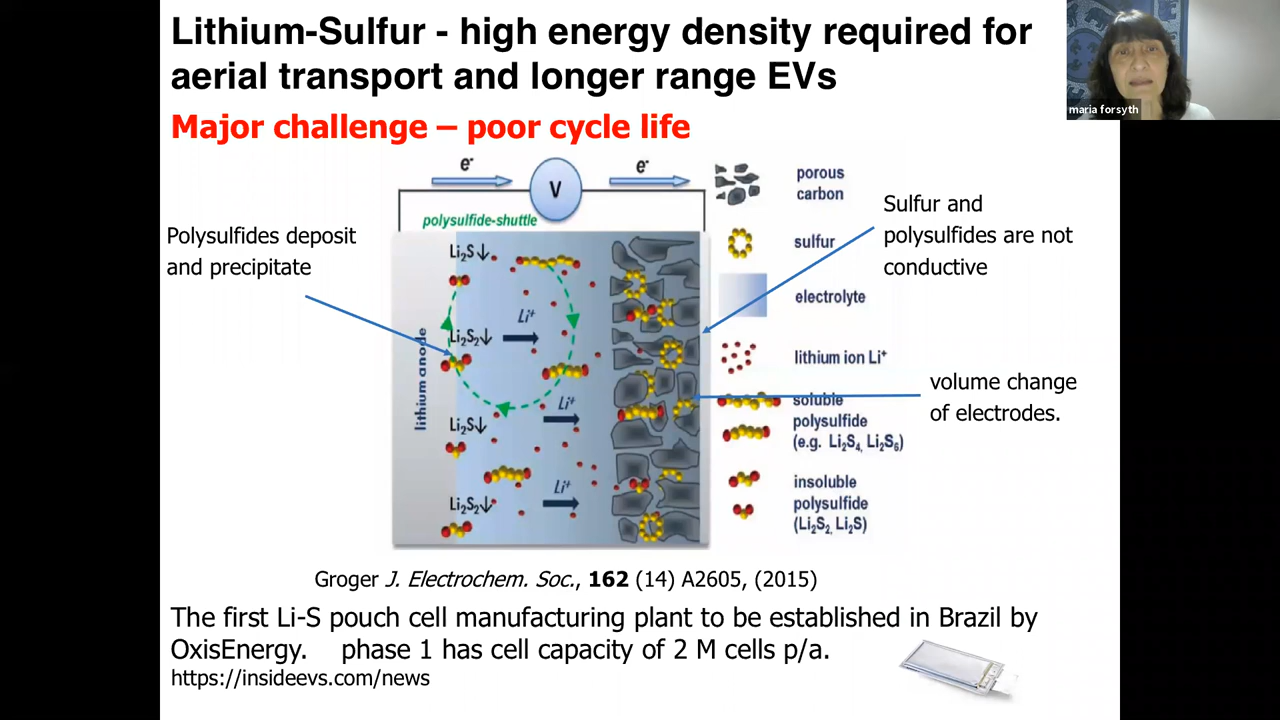 Lithium-Sulfur - high energy density required for
aerial transport and longer range EVs
Major challenge – poor cycle life
maria forsyth
e-
V
e-
polysulfide-shuttle
Polysulfides deposit
and precipitate
lithium anode
Li₂S↓
Li⁺
Li₂S₂↓
Li⁺
Li₂S↓
Li⁺
Li₂S₂↓
porous
carbon
sulfur
electrolyte
lithium ion Li⁺
soluble
polysulfide
(e.g. Li₂S₄, Li₂S₆)
insoluble
polysulfide
(Li₂S₂, Li₂S)
Sulfur and
polysulfides are not
conductive
volume change
of electrodes.
Groger J. Electrochem. Soc., 162 (14) A2605, (2015)
The first Li-S pouch cell manufacturing plant to be established in Brazil by
OxisEnergy. phase 1 has cell capacity of 2 M cells p/a.
https://insideevs.com/news